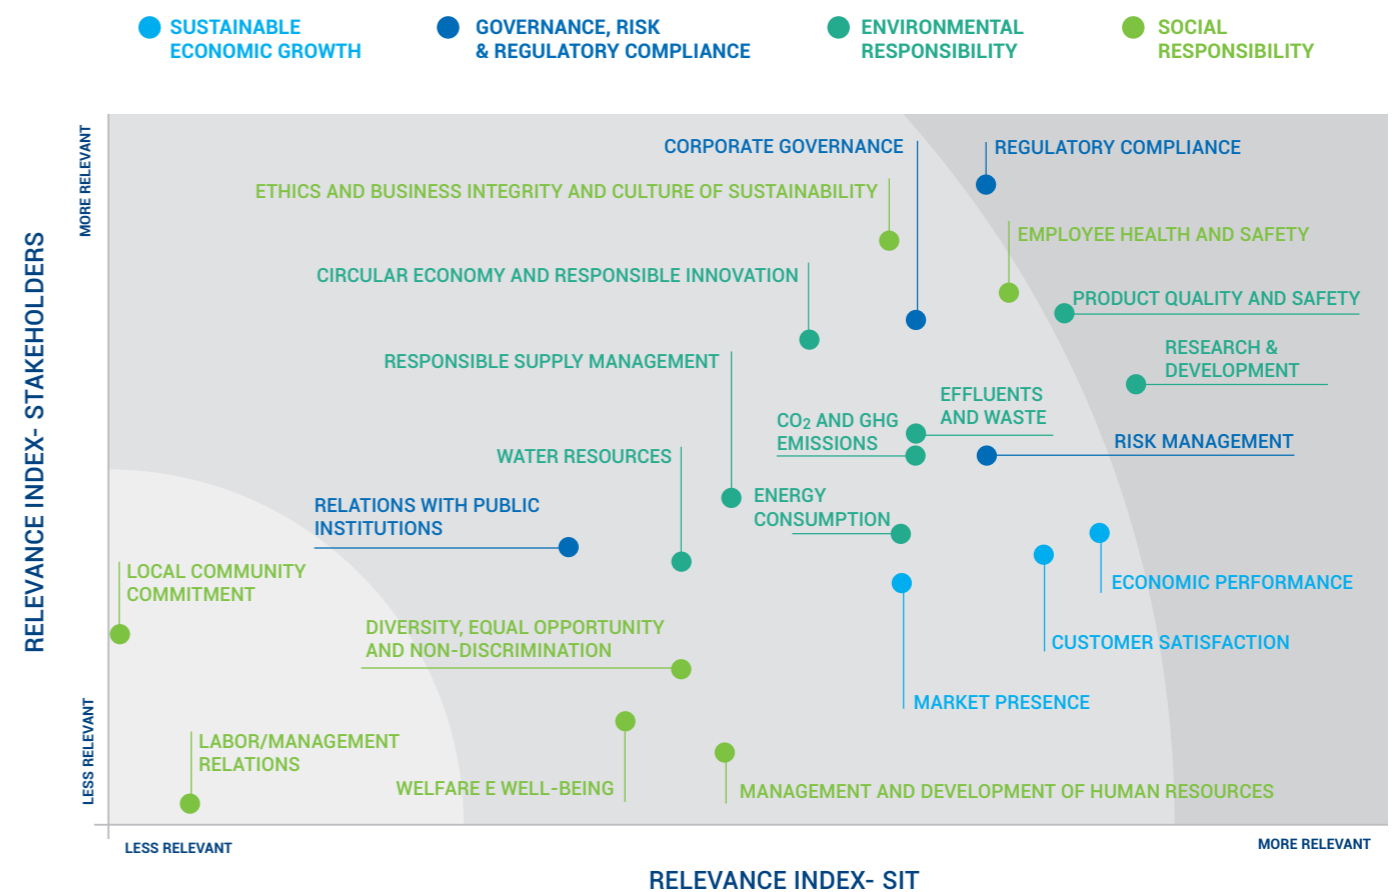 SUSTAINABLE
ECONOMIC GROWTH
GOVERNANCE, RISK
& REGULATORY COMPLIANCE
ENVIRONMENTAL
RESPONSIBILITY
SOCIAL
RESPONSIBILITY
RELEVANCE INDEX- STAKEHOLDERS
MORE RELEVANT
LESS RELEVANT
CORPORATE GOVERNANCE
REGULATORY COMPLIANCE
ETHICS AND BUSINESS INTEGRITY AND CULTURE OF SUSTAINABILITY
EMPLOYEE HEALTH AND SAFETY
CIRCULAR ECONOMY AND RESPONSIBLE INNOVATION
PRODUCT QUALITY AND SAFETY
RESPONSIBLE SUPPLY MANAGEMENT
RESEARCH &
DEVELOPMENT
EFFLUENTS
AND WASTE
CO₂ AND GHG
EMISSIONS
RISK MANAGEMENT
WATER RESOURCES
ENERGY
CONSUMPTION
RELATIONS WITH PUBLIC
INSTITUTIONS
LOCAL COMMUNITY
COMMITMENT
ECONOMIC PERFORMANCE
DIVERSITY, EQUAL OPPORTUNITY
AND NON-DISCRIMINATION
CUSTOMER SATISFACTION
MARKET PRESENCE
LABOR/MANAGEMENT
RELATIONS
WELFARE E WELL-BEING
MANAGEMENT AND DEVELOPMENT OF HUMAN RESOURCES
LESS RELEVANT
MORE RELEVANT
RELEVANCE INDEX- SIT